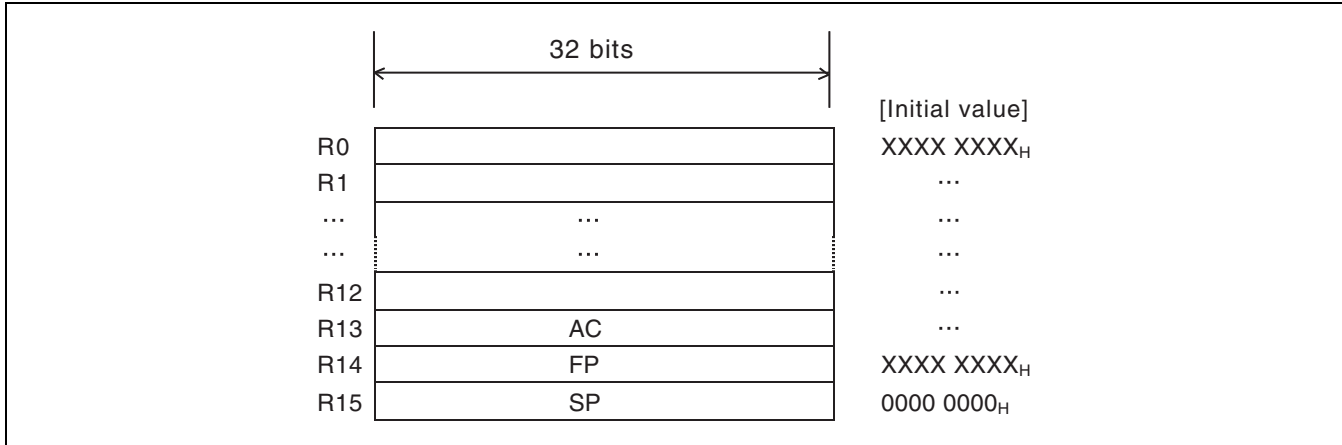 32 bits
[Initial value]
R0 XXXX XXXXH
R1 ...
... ... ...
... ... ...
R12 ...
R13 AC ...
R14 FP XXXX XXXXH
R15 SP 0000 0000H